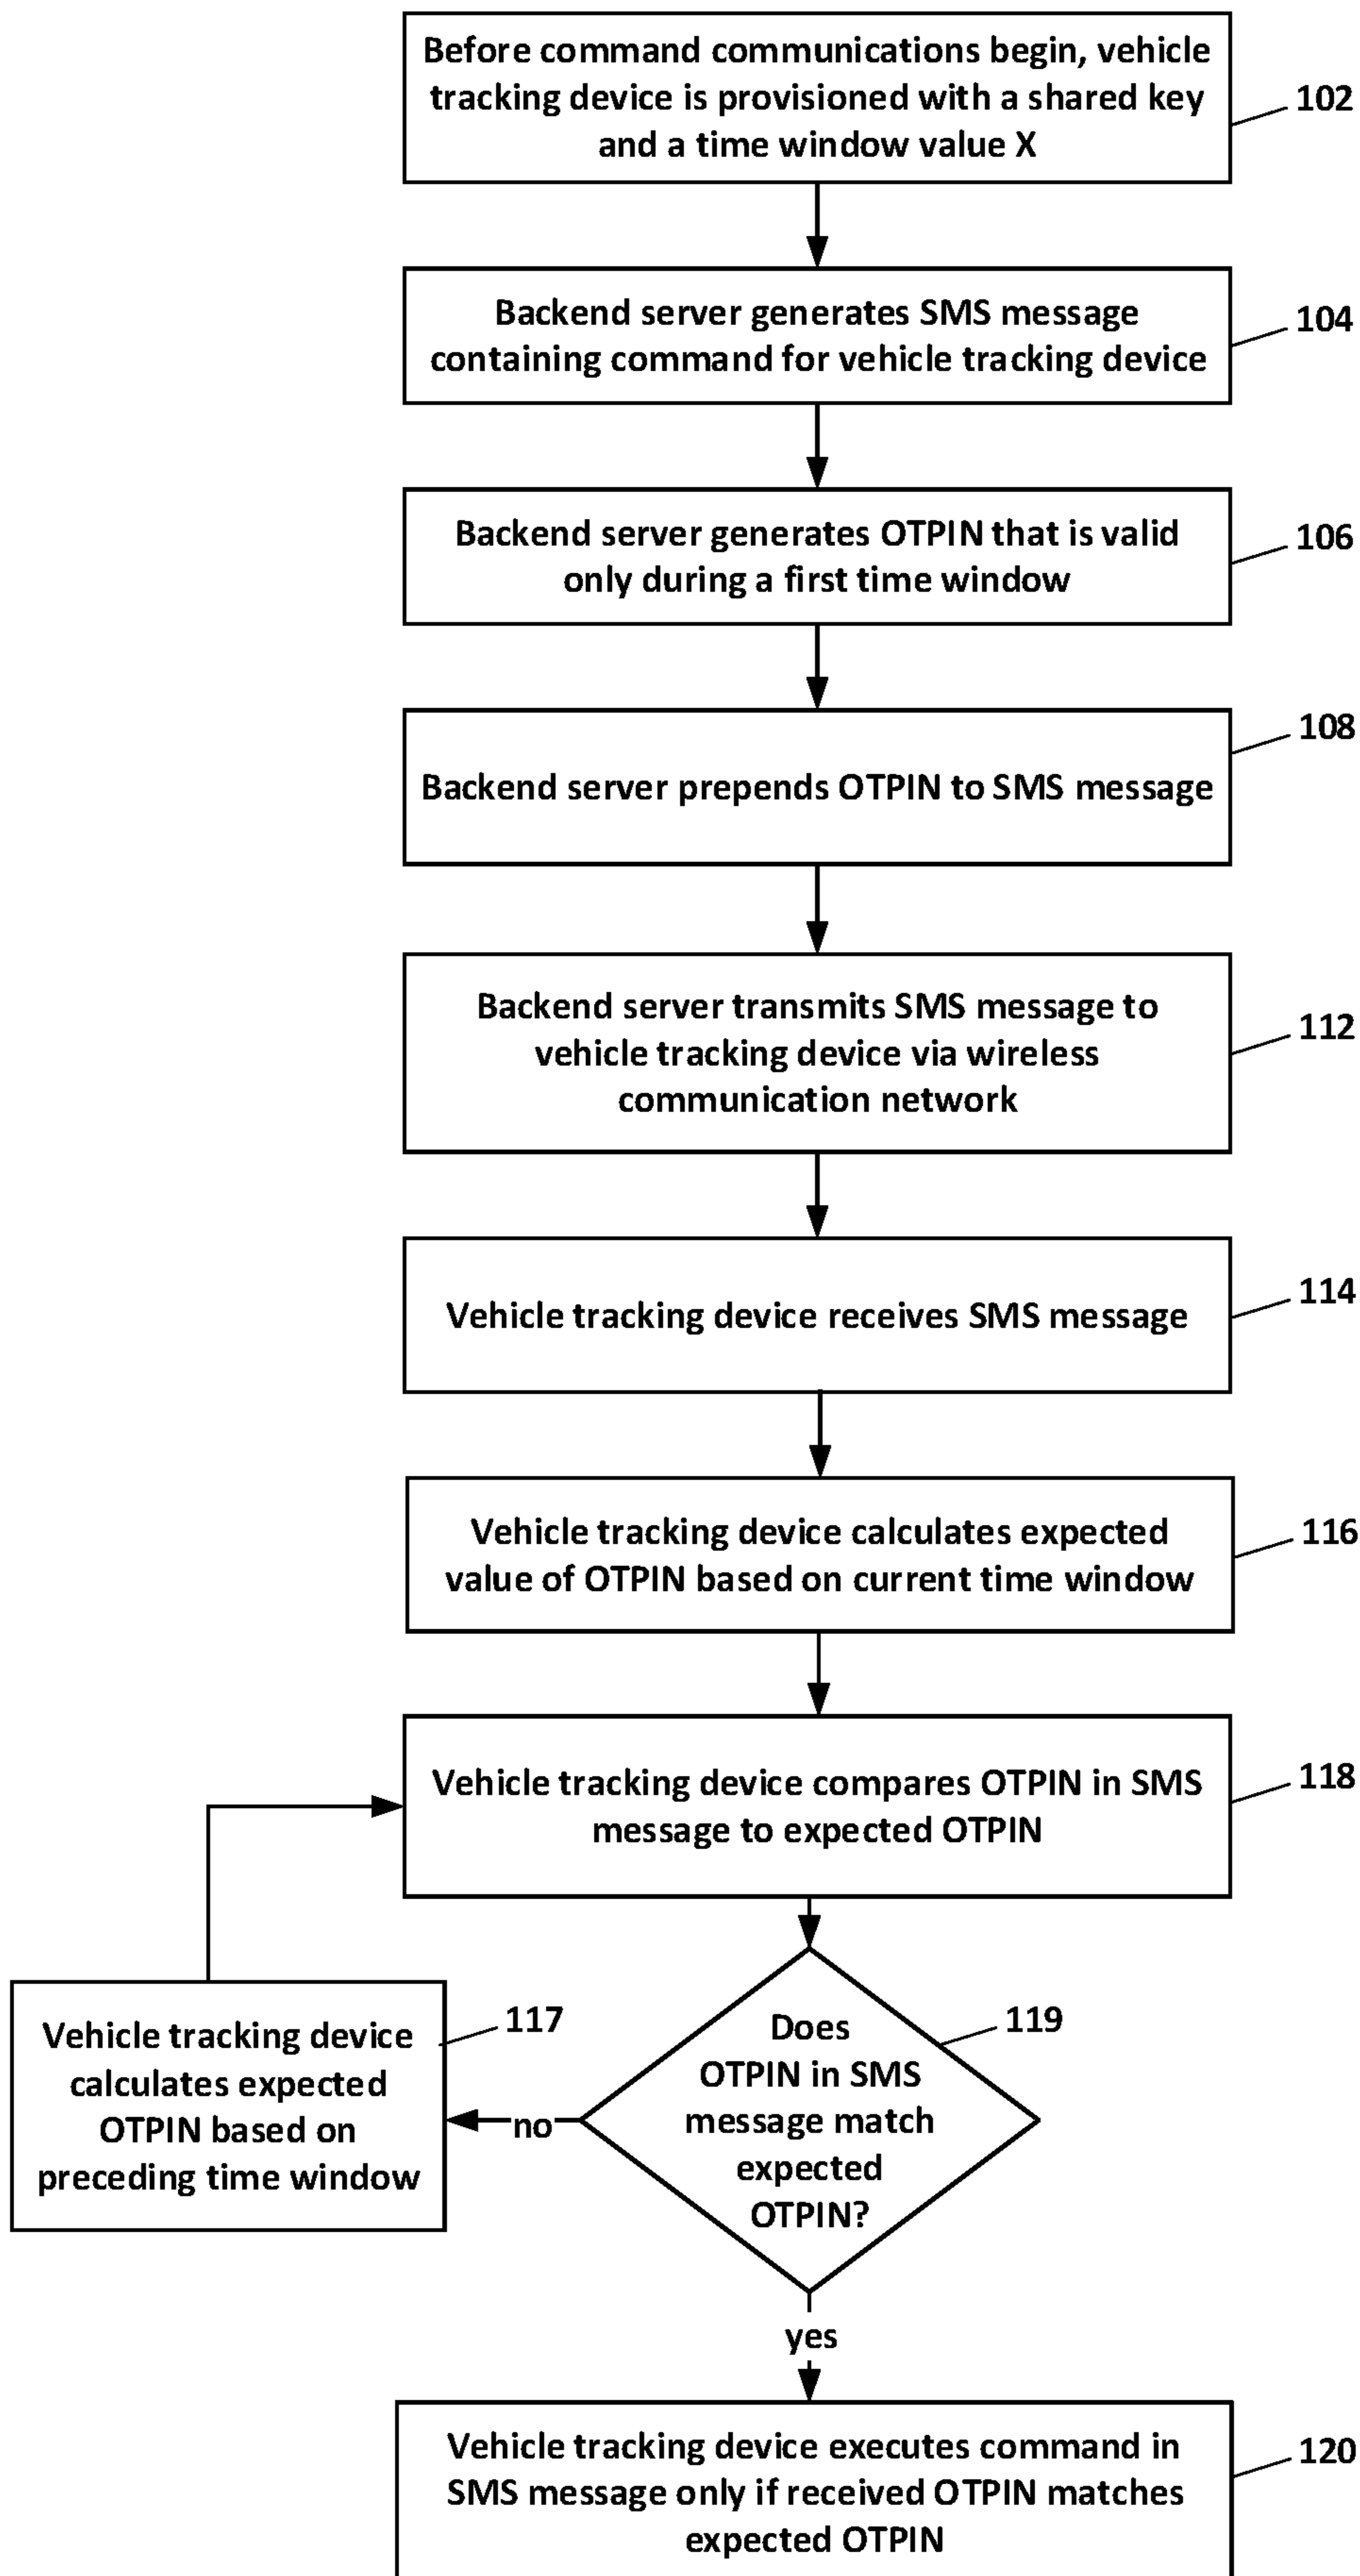 Before command communications begin, vehicle
tracking device is provisioned with a shared key
and a time window value X
102
Backend server generates SMS message
containing command for vehicle tracking device
104
Backend server generates OTPIN that is valid
only during a first time window
106
Backend server prepends OTPIN to SMS message
108
Backend server transmits SMS message to
vehicle tracking device via wireless
communication network
112
Vehicle tracking device receives SMS message
114
Vehicle tracking device calculates expected
value of OTPIN based on current time window
116
Vehicle tracking device compares OTPIN in SMS
message to expected OTPIN
118
Vehicle tracking device
calculates expected
OTPIN based on
preceding time window
117
no
Does
OTPIN in SMS
message match
expected
OTPIN?
119
yes
Vehicle tracking device executes command in
SMS message only if received OTPIN matches
expected OTPIN
120